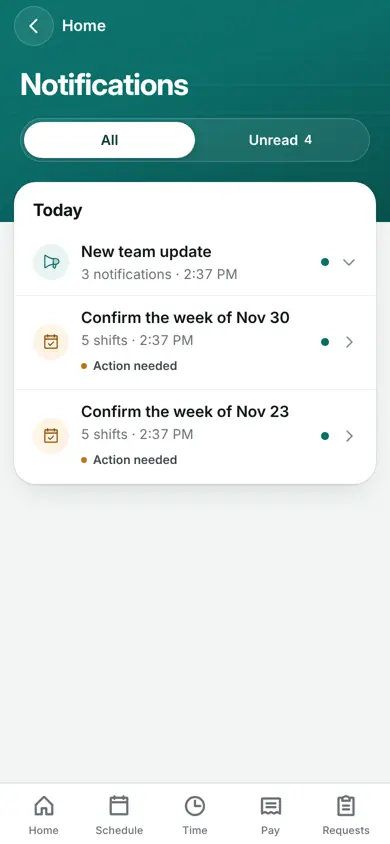 Home
Notifications
All
Unread 4
Today
New team update
3 notifications · 2:37 PM
Confirm the week of Nov 30
5 shifts · 2:37 PM
Action needed
Confirm the week of Nov 23
5 shifts · 2:37 PM
Action needed
Home
Schedule
Time
Pay
Requests